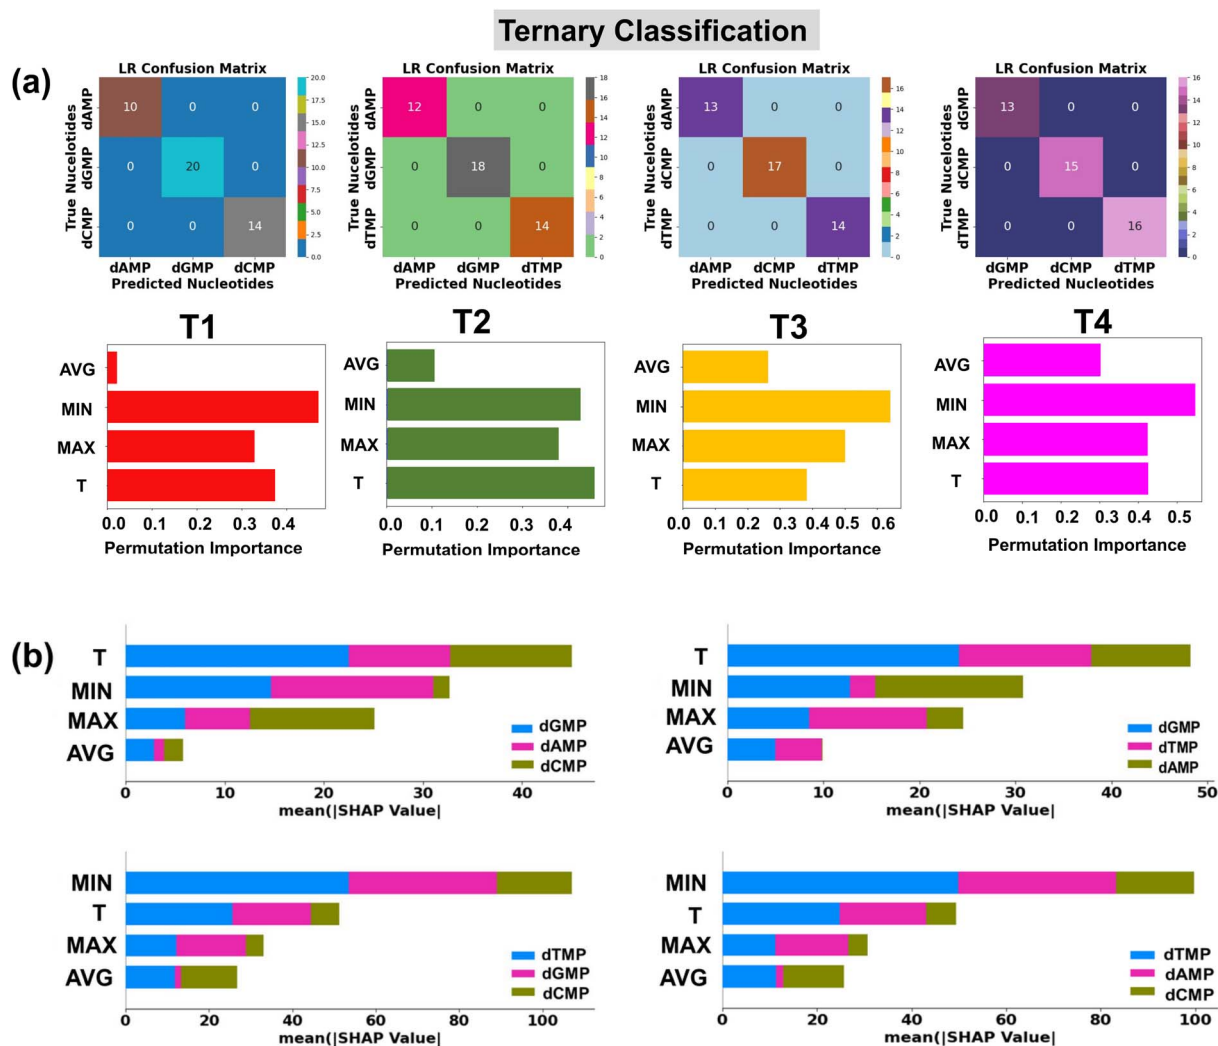 Ternary Classification
(a)
LR Confusion Matrix
True Nucelotides
dAMP
dGMP
dCMP
10 0 0
0 20 0
0 0 14
dAMP dGMP dCMP
Predicted Nucleotides
20.0
17.5
15.0
12.5
10.0
7.5
5.0
2.5
0.0
LR Confusion Matrix
True Nucelotides
dAMP
dGMP
dTMP
12 0 0
0 18 0
0 0 14
dAMP dGMP dTMP
Predicted Nucleotides
18
16
14
12
10
8
6
4
2
0
LR Confusion Matrix
True Nucelotides
dAMP
dCMP
dTMP
13 0 0
0 17 0
0 0 14
dAMP dCMP dTMP
Predicted Nucleotides
16
14
12
10
8
6
4
2
0
LR Confusion Matrix
True Nucelotides
dGMP
dCMP
dTMP
13 0 0
0 15 0
0 0 16
dGMP dCMP dTMP
Predicted Nucleotides
16
14
12
10
8
6
4
2
0
T1
AVG
MIN
MAX
T
0.0 0.1 0.2 0.3 0.4
Permutation Importance
T2
AVG
MIN
MAX
T
0.0 0.1 0.2 0.3 0.4
Permutation Importance
T3
AVG
MIN
MAX
T
0.0 0.1 0.2 0.3 0.4 0.5 0.6
Permutation Importance
T4
AVG
MIN
MAX
T
0.0 0.1 0.2 0.3 0.4 0.5
Permutation Importance
(b)
T
MIN
MAX
AVG
dGMP
dAMP
dCMP
0 10 20 30 40
mean(|SHAP Value|
T
MIN
MAX
AVG
dGMP
dTMP
dAMP
0 10 20 30 40 50
mean(|SHAP Value|
MIN
T
MAX
AVG
dTMP
dGMP
dCMP
0 20 40 60 80 100
mean(|SHAP Value|
MIN
T
MAX
AVG
dTMP
dAMP
dCMP
0 20 40 60 80 100
mean(|SHAP Value|